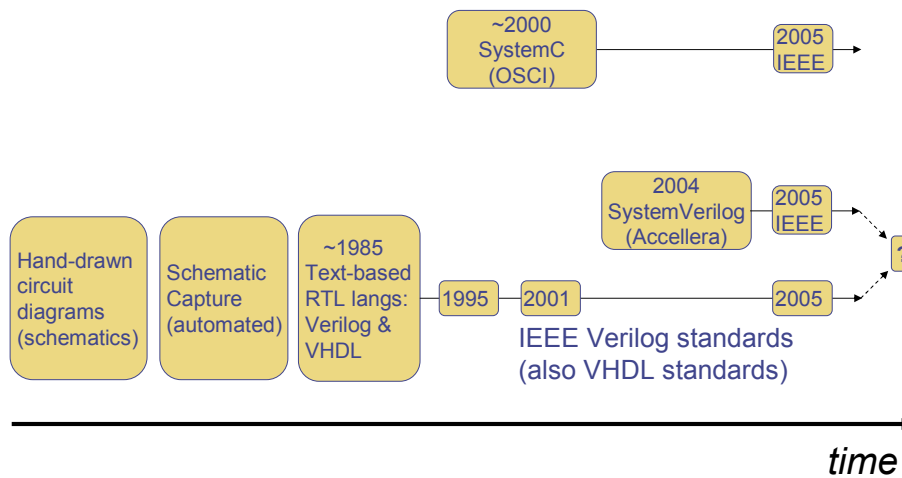 ~2000
SystemC
(OSCI)
2005
IEEE
2004
SystemVerilog
(Accellera)
2005
IEEE
Hand-drawn
circuit
diagrams
(schematics)
Schematic
Capture
(automated)
~1985
Text-based
RTL langs:
Verilog &
VHDL
1995
2001
2005
?
IEEE Verilog standards
(also VHDL standards)
time